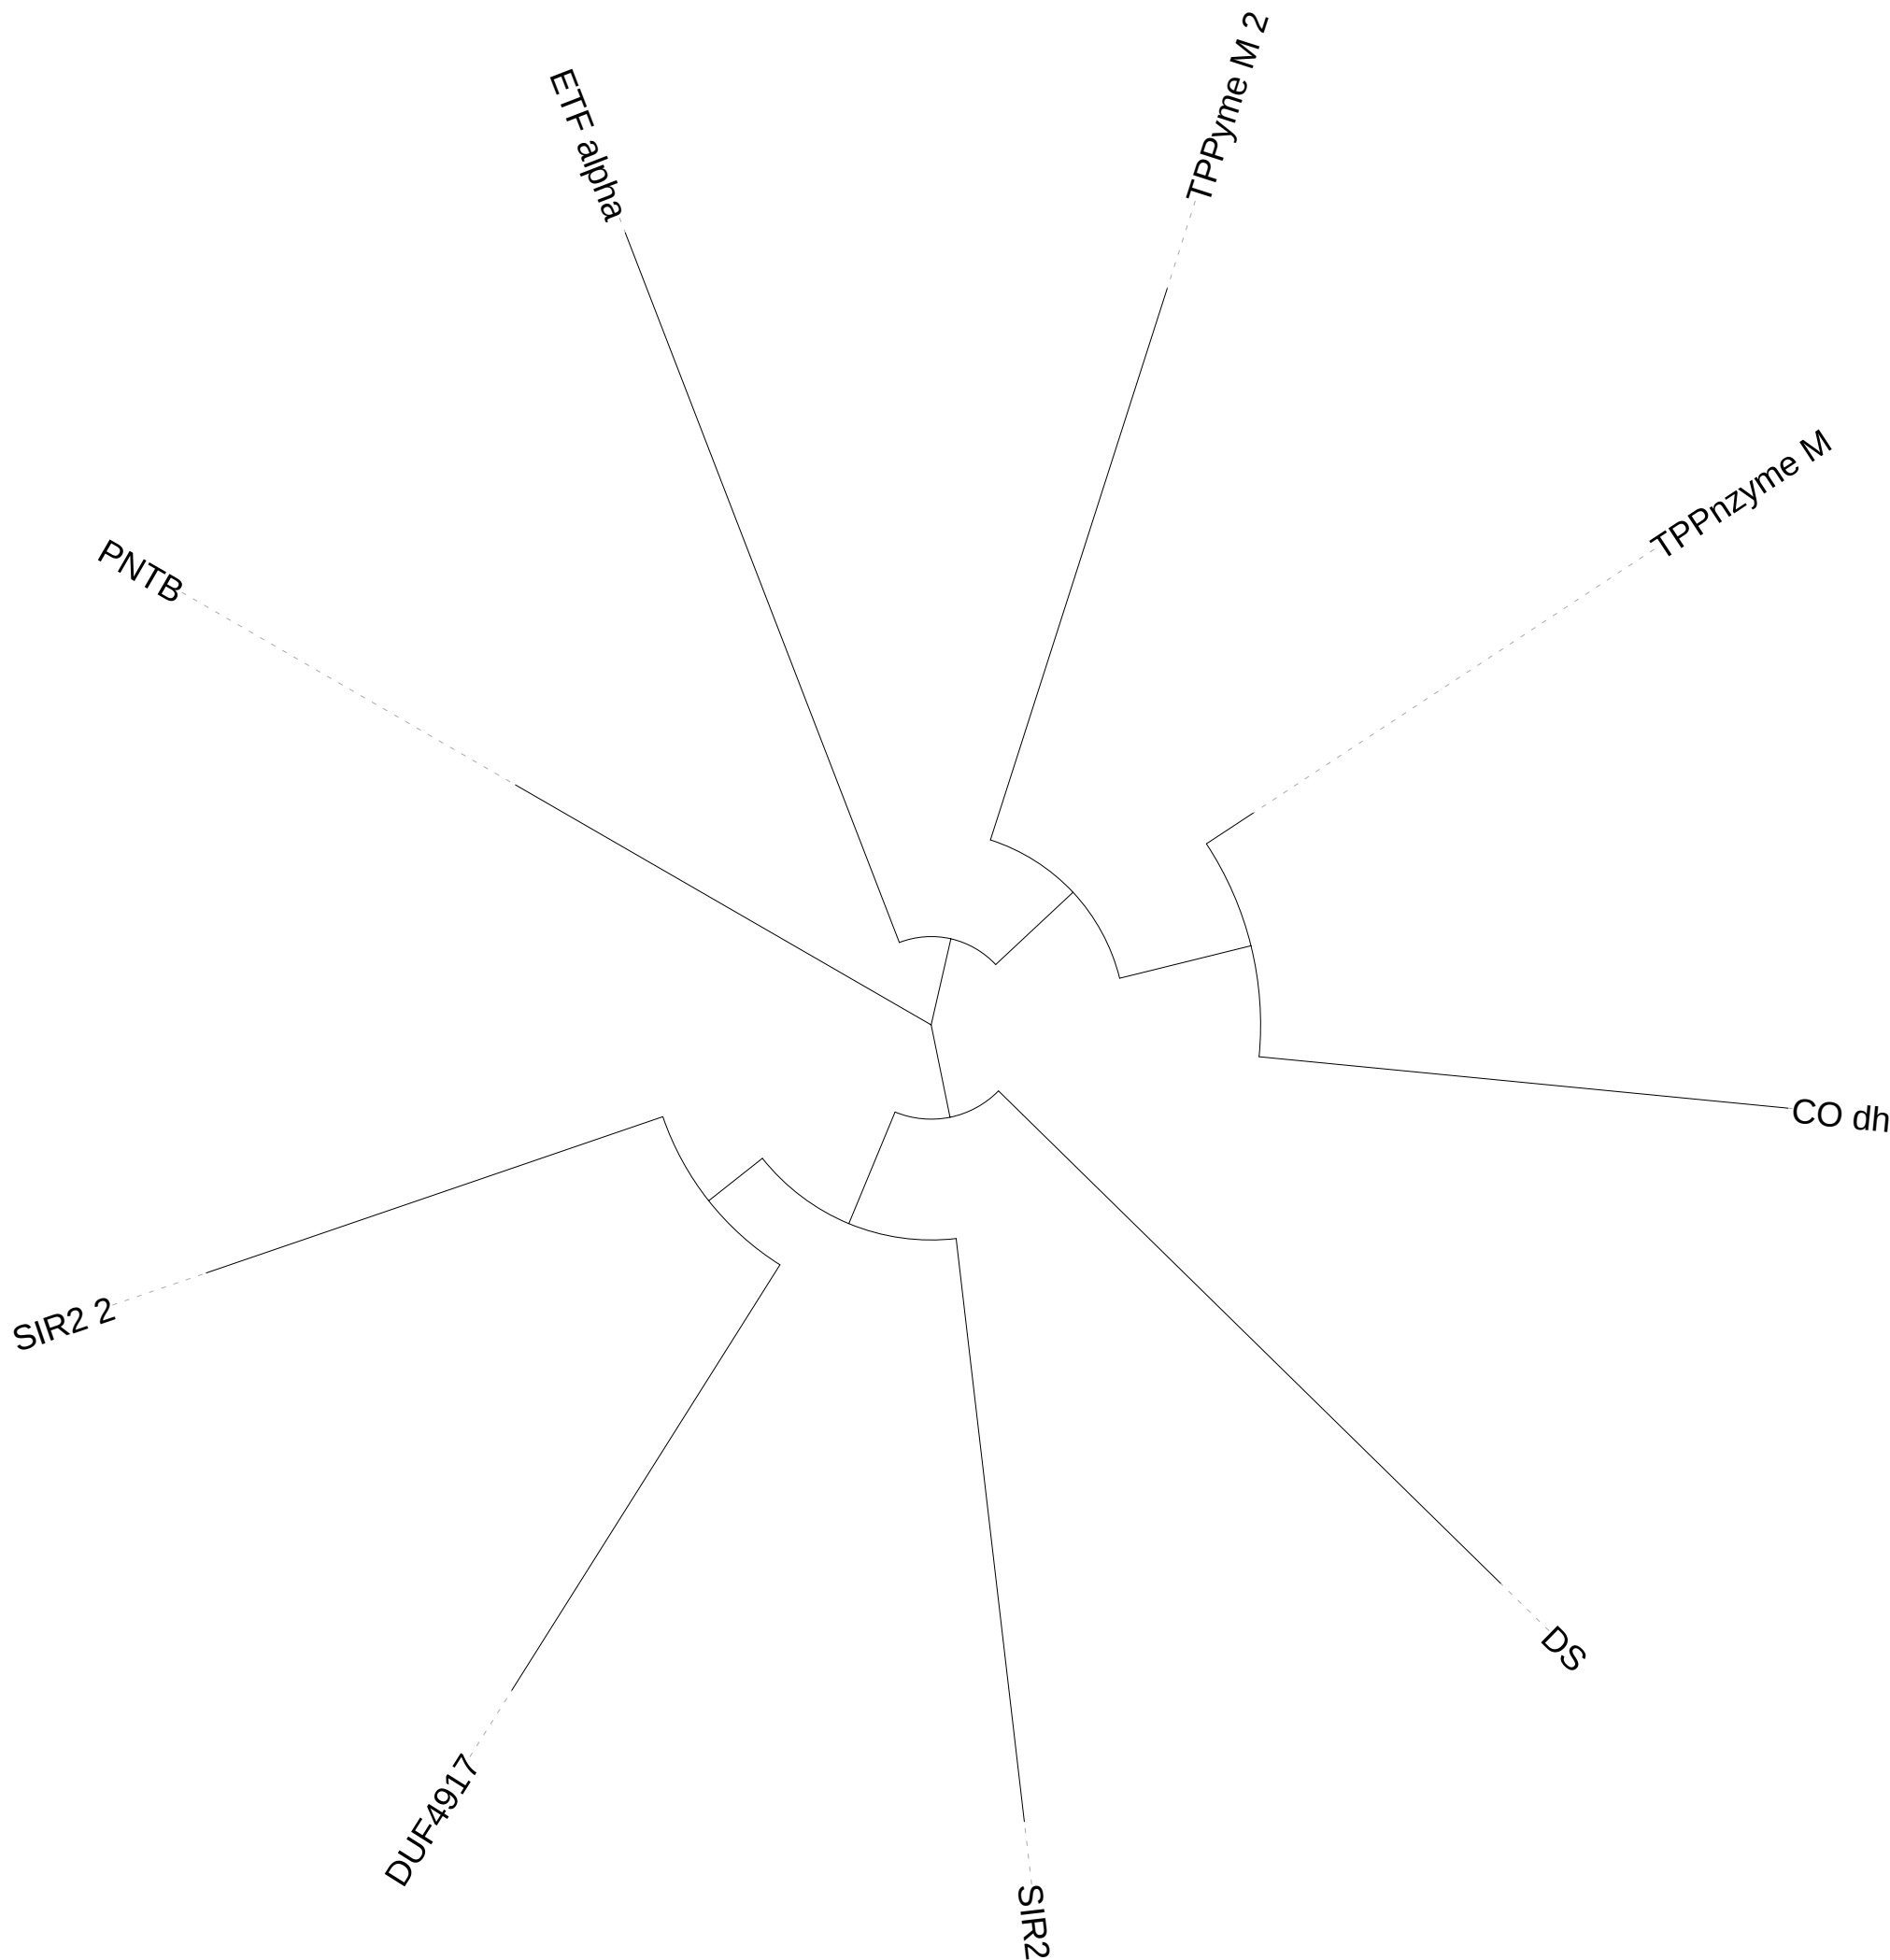 TPPyme M 2
ETF alpha
TPPnzyme M
PNTB
CO dh
SIR2 2
DS
DUF4917
SIR2